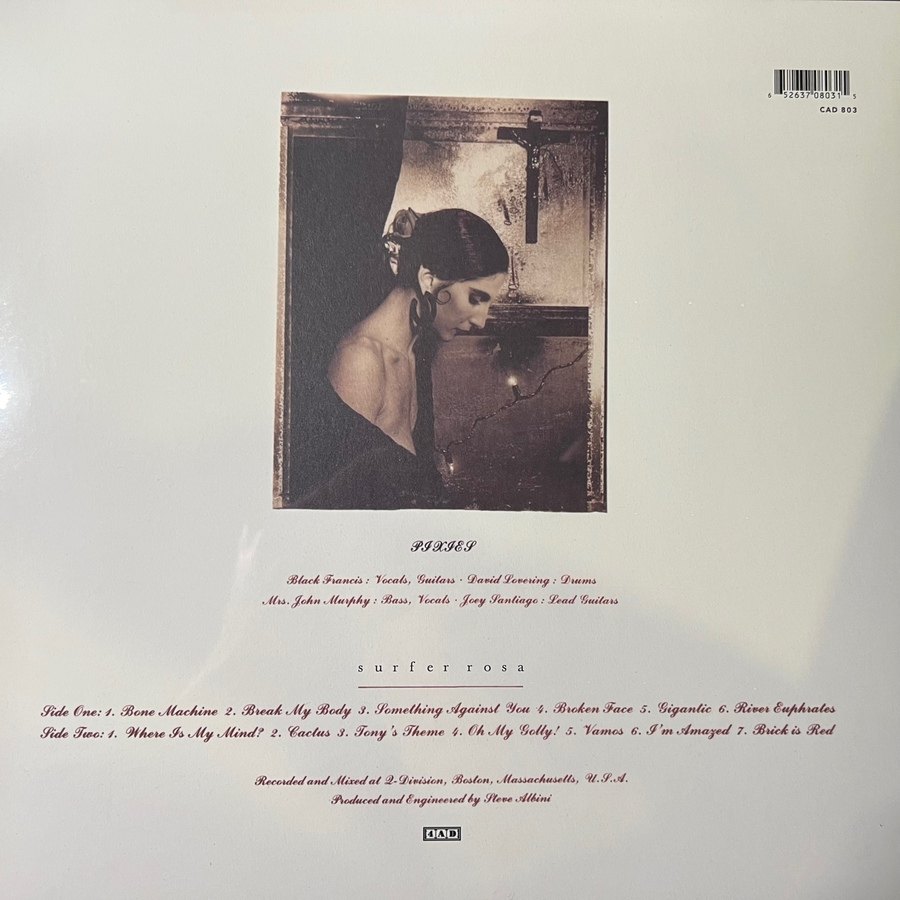 6 52637 08031 5
CAD 803
PIXIES
Black Francis : Vocals, Guitars · David Lovering : Drums
Mrs. John Murphy : Bass, Vocals · Joey Santiago : Lead Guitars
surfer rosa
Side One: 1. Bone Machine 2. Break My Body 3. Something Against You 4. Broken Face 5. Gigantic 6. River Euphrates
Side Two: 1. Where Is My Mind? 2. Cactus 3. Tony's Theme 4. Oh My Golly! 5. Vamos 6. I'm Amazed 7. Brick is Red
Recorded and Mixed at Q-Division, Boston, Massachusetts, U.S.A.
Produced and Engineered by Steve Albini
4AD